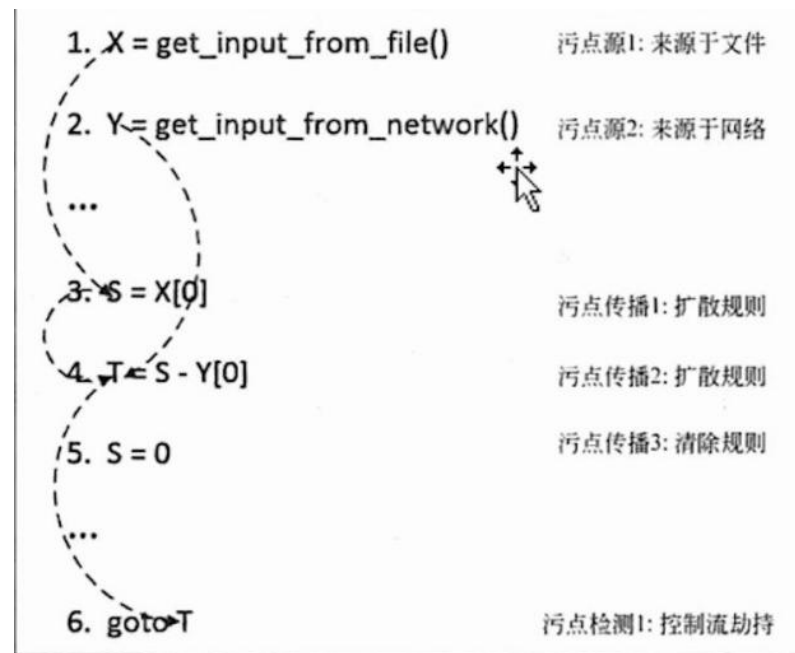 1. X = get_input_from_file() 污点源1: 来源于文件
2. Y = get_input_from_network() 污点源2: 来源于网络
...
3. S = X[0] 污点传播1: 扩散规则
4. T = S - Y[0] 污点传播2: 扩散规则
5. S = 0 污点传播3: 清除规则
...
6. goto T 污点检测1: 控制流劫持